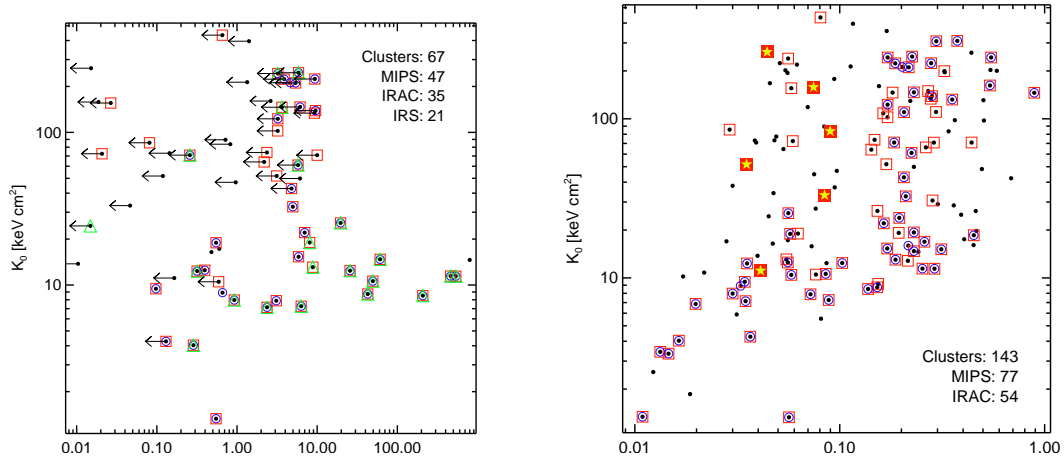 Clusters: 67
MIPS: 47
IRAC: 35
IRS: 21
100
10
K₀ [keV cm²]
0.01
0.10
1.00
10.00
100.00
100
10
K₀ [keV cm²]
Clusters: 143
MIPS: 77
IRAC: 54
0.01
0.10
1.00